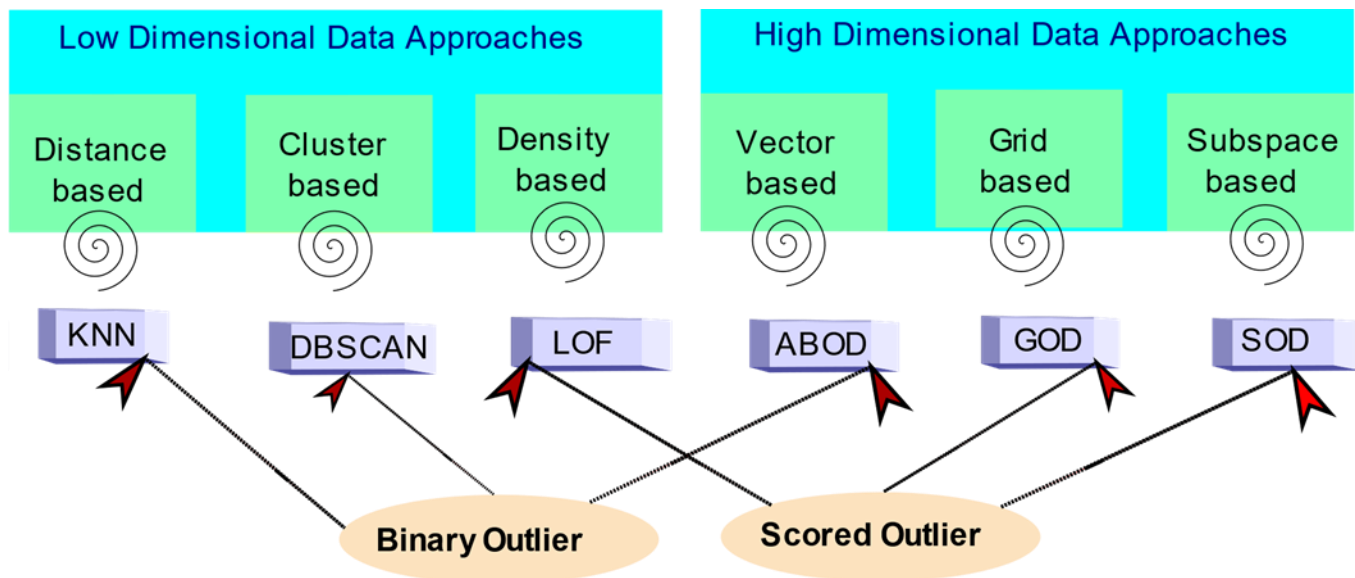 Low Dimensional Data Approaches
High Dimensional Data Approaches
Distance
based
Cluster
based
Density
based
Vector
based
Grid
based
Subspace
based
KNN
DBSCAN
LOF
ABOD
GOD
SOD
Binary Outlier
Scored Outlier